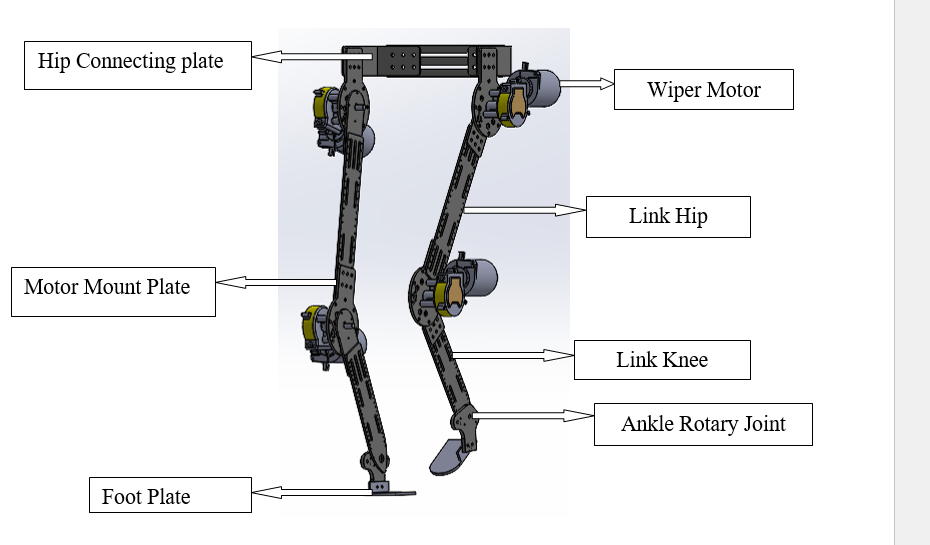 Hip Connecting plate
Wiper Motor
Link Hip
Motor Mount Plate
Link Knee
Ankle Rotary Joint
Foot Plate